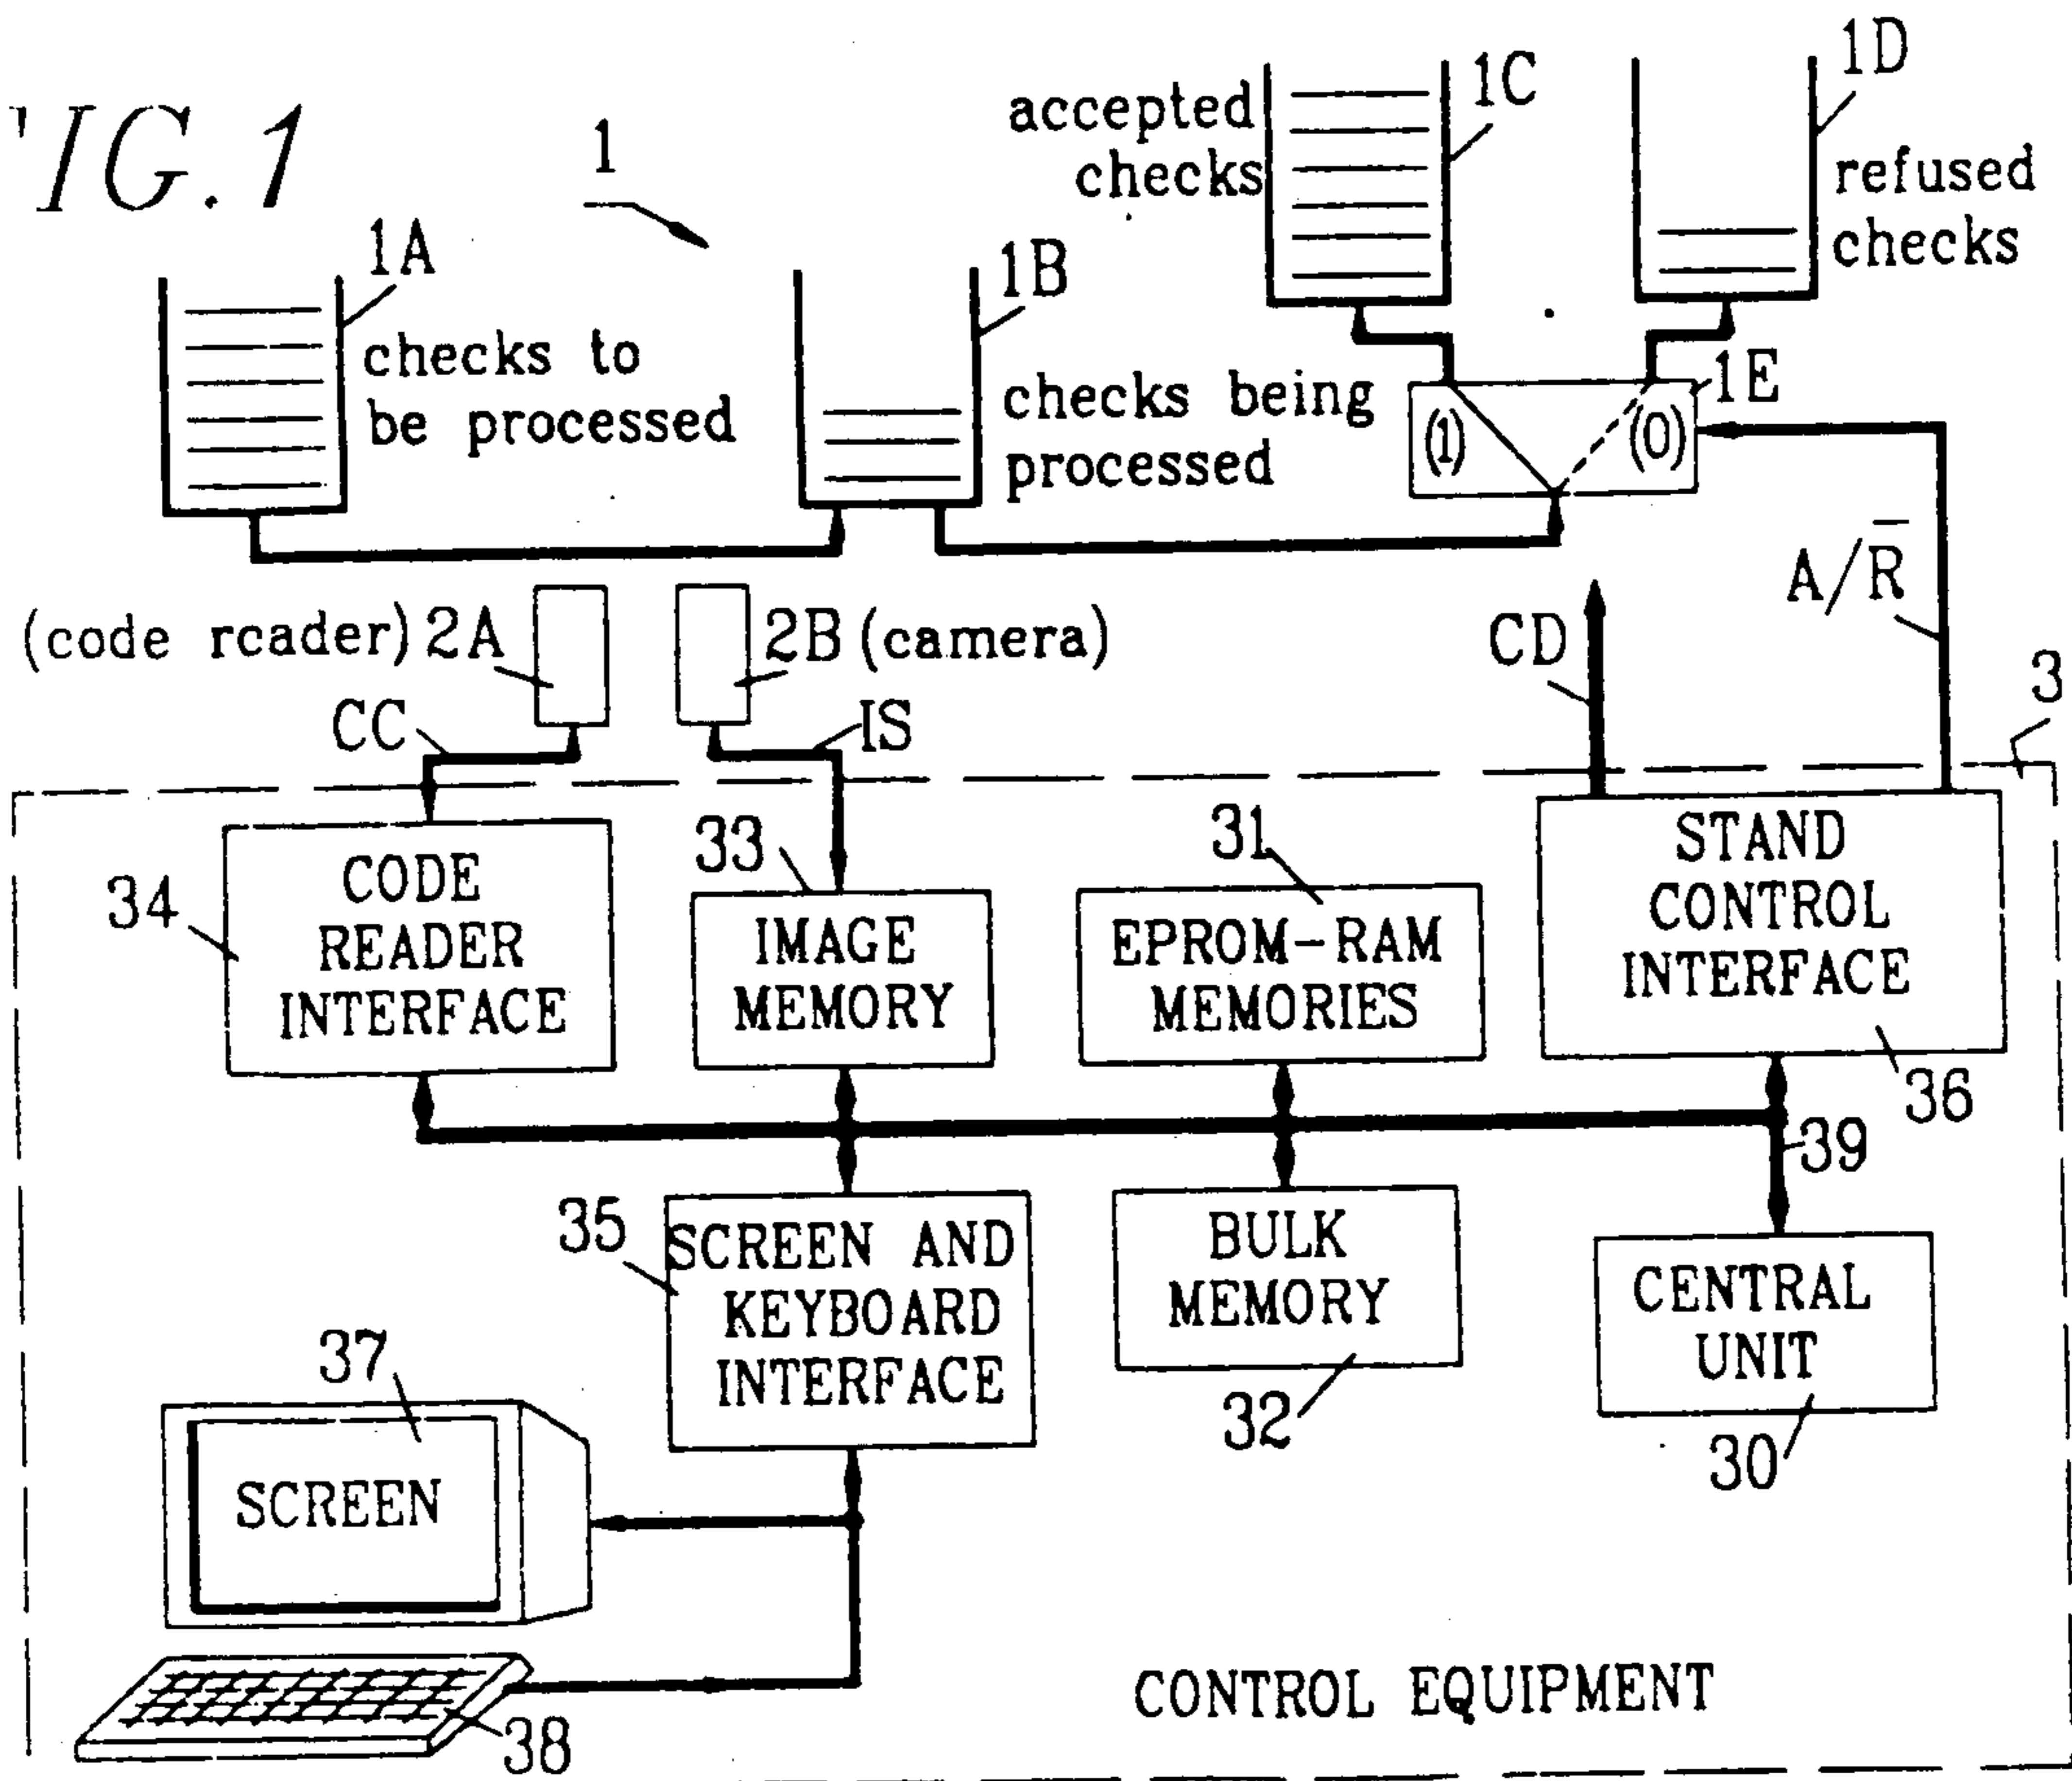 FIG.1
1
accepted
checks
1C
1D
refused
checks
1A
checks to
be processed
1B
checks being
processed
(1)
(0)
1E
A/R̅
(code reader) 2A
2B (camera)
CD
CC
IS
3
34
CODE
READER
INTERFACE
33
IMAGE
MEMORY
31
EPROM-RAM
MEMORIES
STAND
CONTROL
INTERFACE
36
39
35
SCREEN AND
KEYBOARD
INTERFACE
BULK
MEMORY
32
CENTRAL
UNIT
30
37
SCREEN
38
CONTROL EQUIPMENT